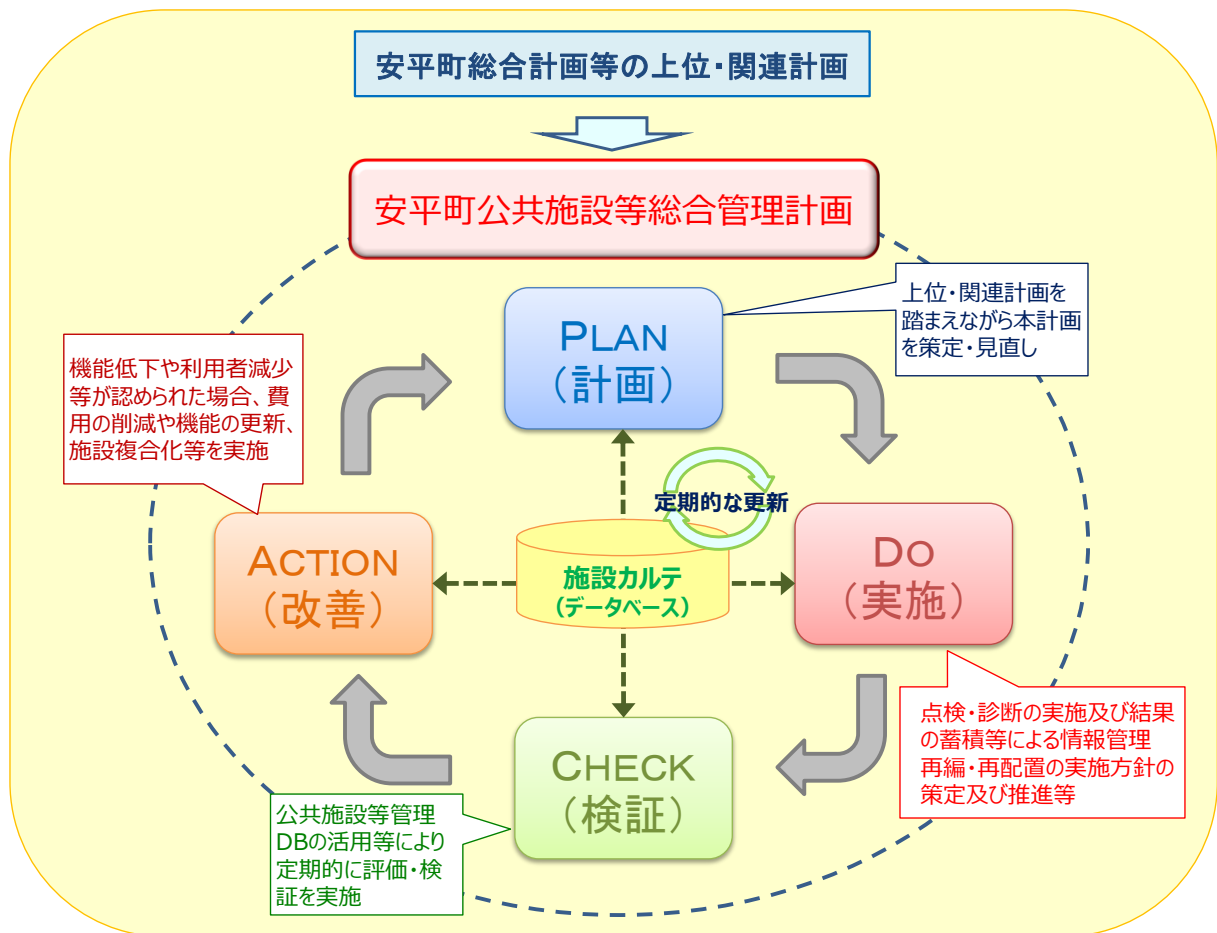 安平町総合計画等の上位・関連計画
安平町公共施設等総合管理計画
PLAN
（計画）
上位・関連計画を
踏まえながら本計画
を策定・見直し
機能低下や利用者減少
等が認められた場合、費
用の削減や機能の更新、
施設複合化等を実施
定期的な更新
ACTION
（改善）
施設カルテ
（データベース）
DO
（実施）
点検・診断の実施及び結果
の蓄積等による情報管理
再編・再配置の実施方針の
策定及び推進等
CHECK
（検証）
公共施設等管理
DBの活用等により
定期的に評価・検
証を実施